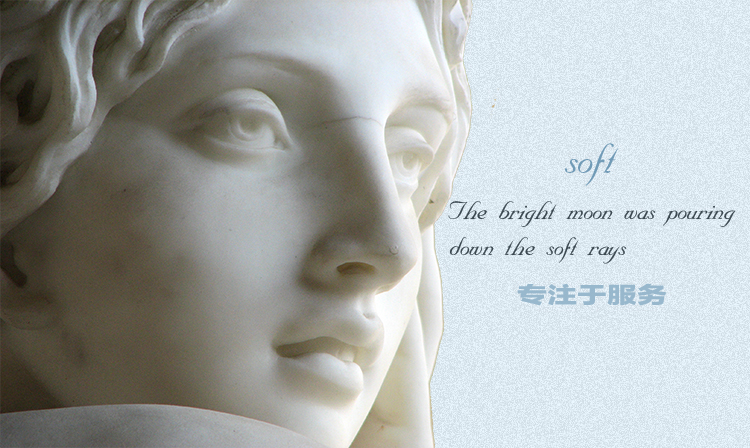 soft
The bright moon was pouring
down the soft rays
专注于服务